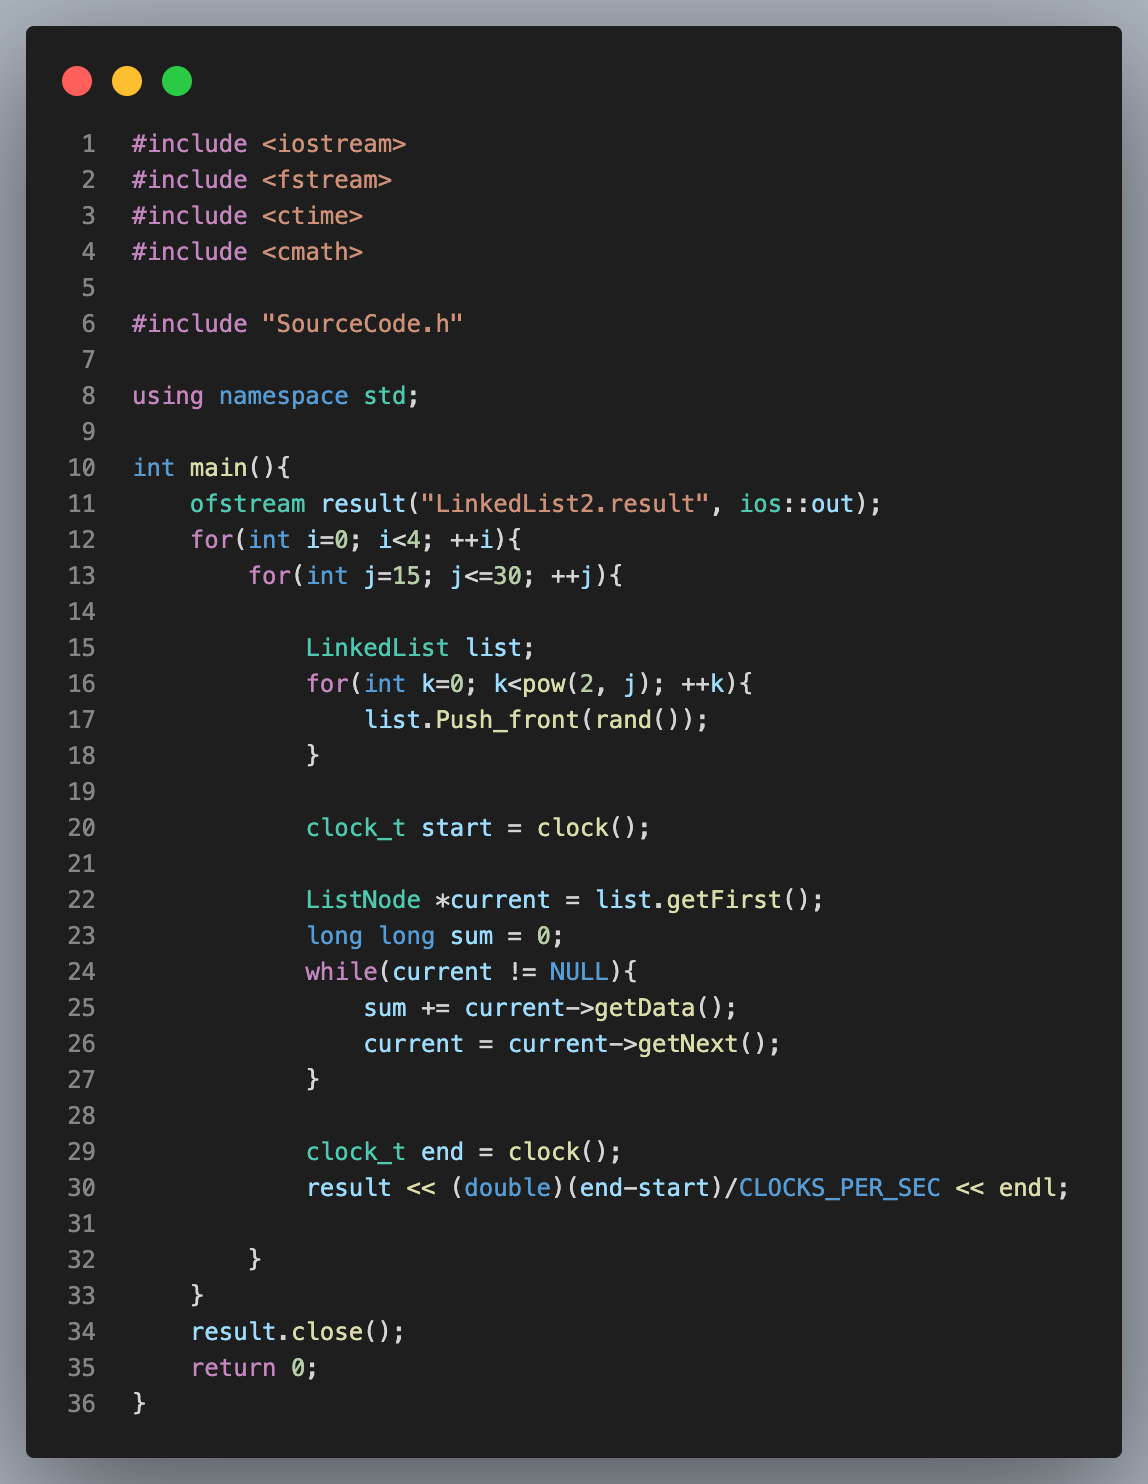 1 #include <iostream>
2 #include <fstream>
3 #include <ctime>
4 #include <cmath>
5
6 #include "SourceCode.h"
7
8 using namespace std;
9
10 int main(){
11     ofstream result("LinkedList2.result", ios::out);
12     for(int i=0; i<4; ++i){
13         for(int j=15; j<=30; ++j){
14
15             LinkedList list;
16             for(int k=0; k<pow(2, j); ++k){
17                 list.Push_front(rand());
18             }
19
20             clock_t start = clock();
21
22             ListNode *current = list.getFirst();
23             long long sum = 0;
24             while(current != NULL){
25                 sum += current->getData();
26                 current = current->getNext();
27             }
28
29             clock_t end = clock();
30             result << (double)(end-start)/CLOCKS_PER_SEC << endl;
31
32         }
33     }
34     result.close();
35     return 0;
36 }